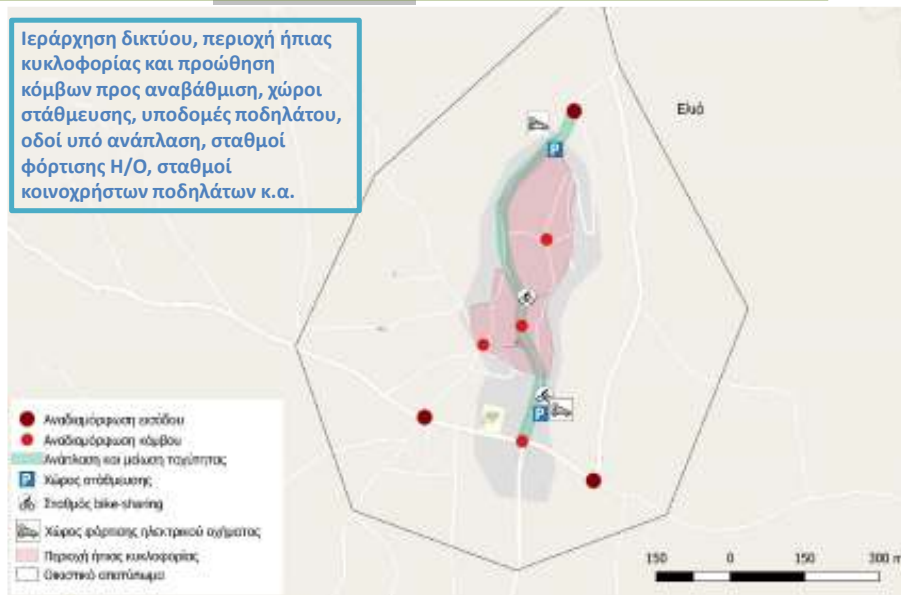 Ιεράρχηση δικτύου, περιοχή ήπιας
κυκλοφορίας και προώθηση
κόμβων προς αναβάθμιση, χώροι
στάθμευσης, υποδομές ποδηλάτου,
οδοί υπό ανάπλαση, σταθμοί
φόρτισης Η/Ο, σταθμοί
κοινοχρήστων ποδηλάτων κ.α.
Ελιά
P
P
Αναδιαμόρφωση εισόδου
Αναδιαμόρφωση κόμβου
Ανάπλαση και μείωση ταχύτητας
P Χώρος στάθμευσης
Σταθμός bike-sharing
Χώρος φόρτισης ηλεκτρικού οχήματος
Περιοχή ήπιας κυκλοφορίας
Οικιστικό αποτύπωμα
150 0 150 300 m